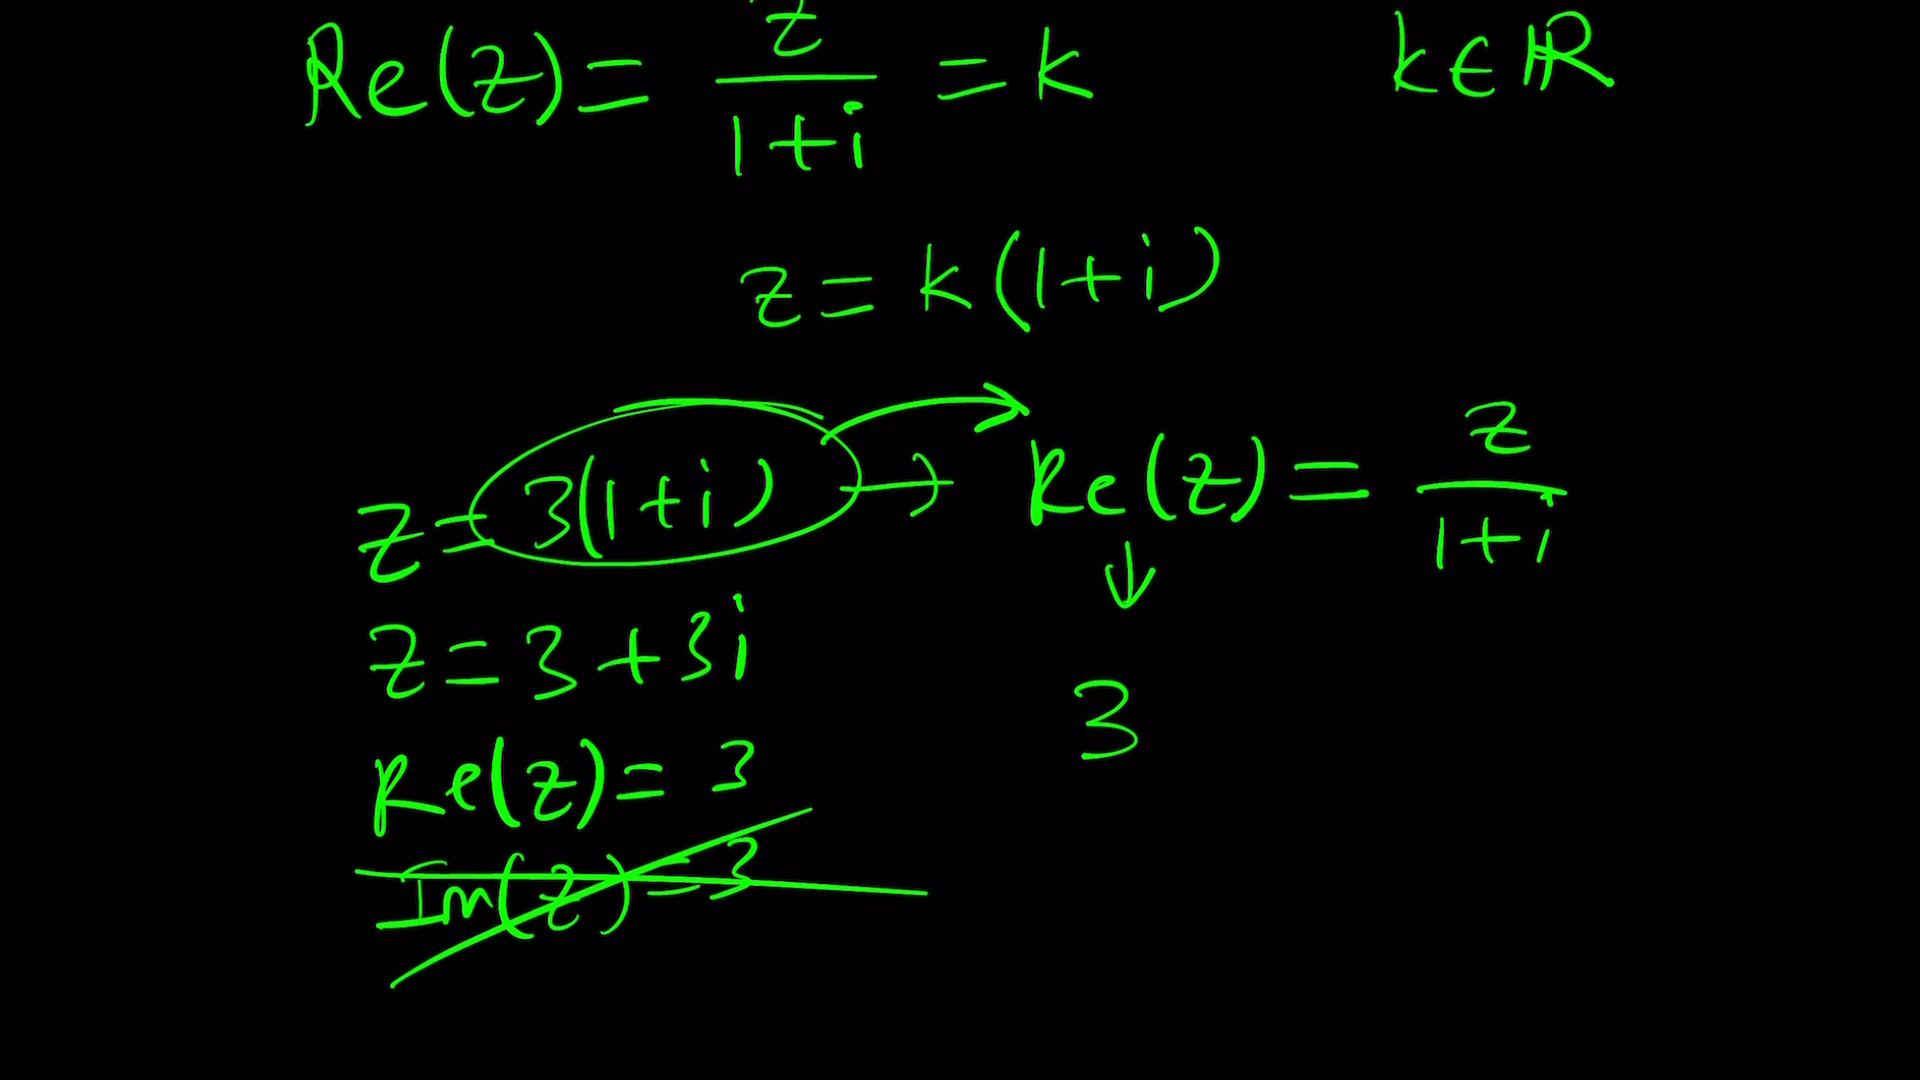 Re(z) = z/(1+i) = k    k∈ℝ
z = k(1+i)
z = 3(1+i) → Re(z) = z/(1+i)
↓
z = 3 + 3i
3
Re(z) = 3
Im(z) = 3